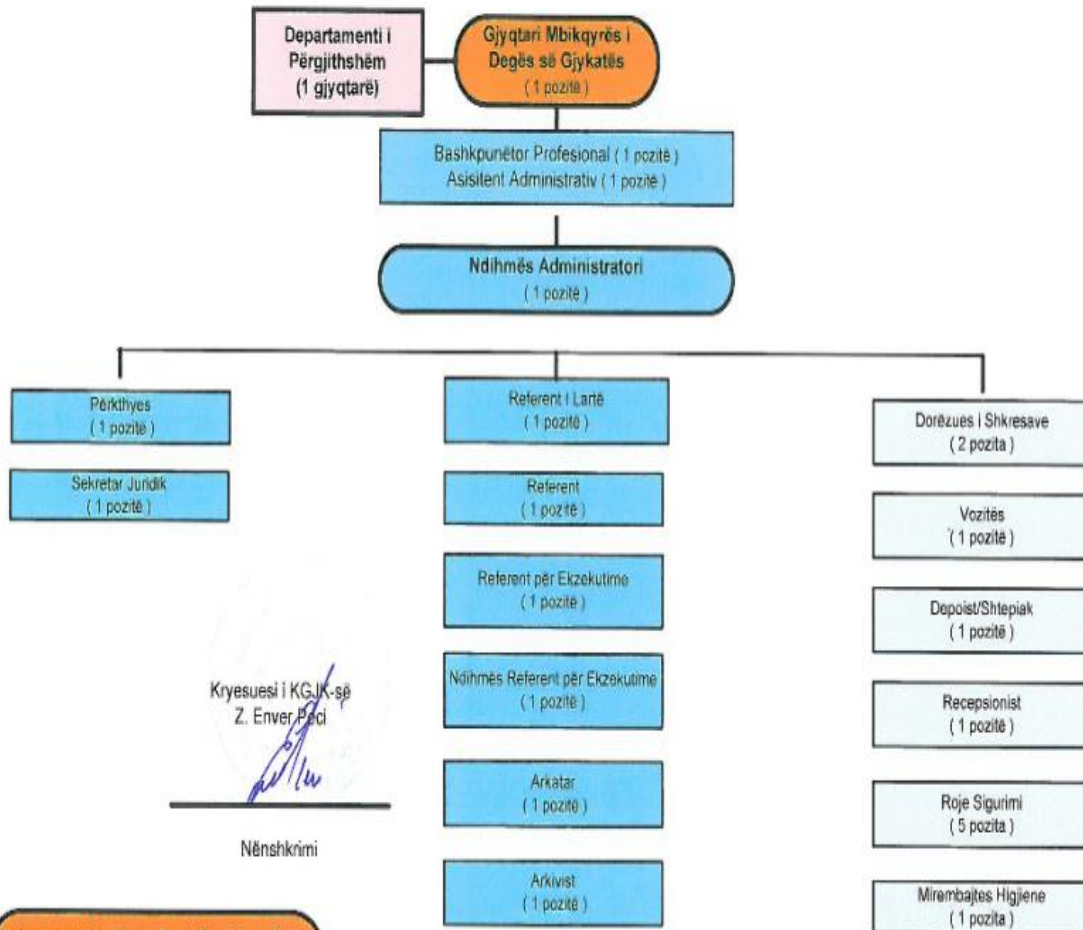 Departamenti i
Përgjithshëm
(1 gjyqtarë)
Gjyqtari Mbikqyrës i
Degës së Gjykatës
( 1 pozitë )
Bashkpunëtor Profesional ( 1 pozitë )
Asisitent Administrativ ( 1 pozitë )
Ndihmës Administratori
( 1 pozitë )
Përkthyes
( 1 pozitë )
Sekretar Juridik
( 1 pozitë )
Referent i Lartë
( 1 pozitë )
Referent
( 1 pozitë )
Referent për Ekzekutime
( 1 pozitë )
Ndihmës Referent për Ekzekutime
( 1 pozitë )
Arkatar
( 1 pozitë )
Arkivist
( 1 pozitë )
Dorëzues i Shkresave
( 2 pozita )
Vozitës
( 1 pozitë )
Depoist/Shtepiak
( 1 pozitë )
Recepsionist
( 1 pozitë )
Roje Sigurimi
( 5 pozita )
Mirembajtes Higjiene
( 1 pozita )
Kryesuesi i KGJK-së
Z. Enver Peci
Nënshkrimi